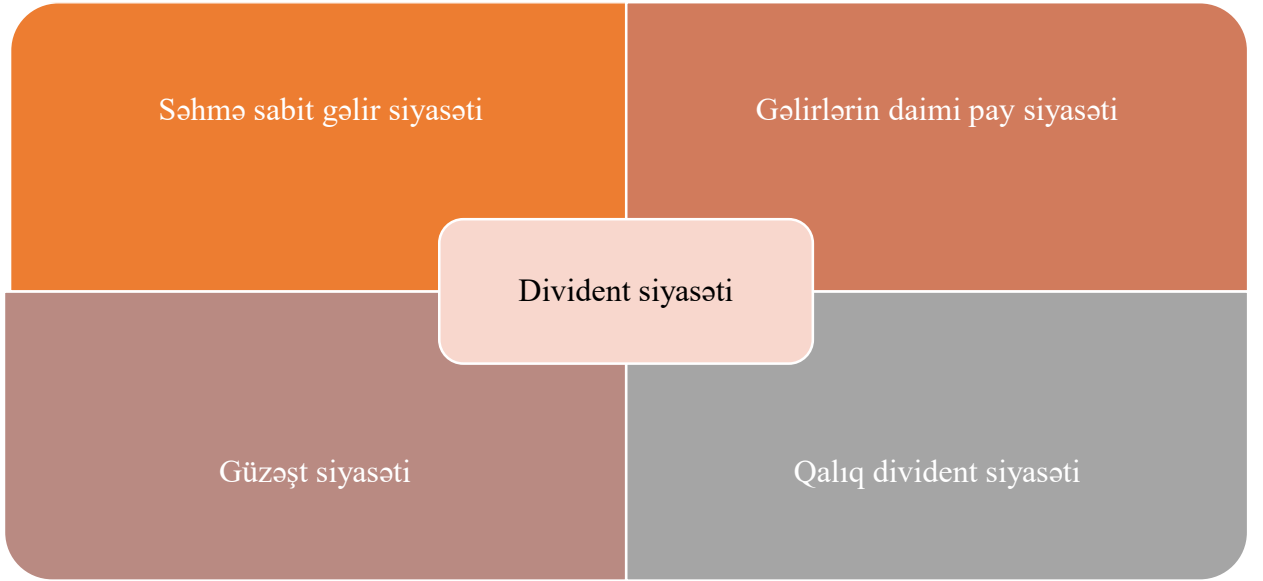 Səhmə sabit gəlir siyasəti
Gəlirlərin daimi pay siyasəti
Divident siyasəti
Güzəşt siyasəti
Qalıq divident siyasəti